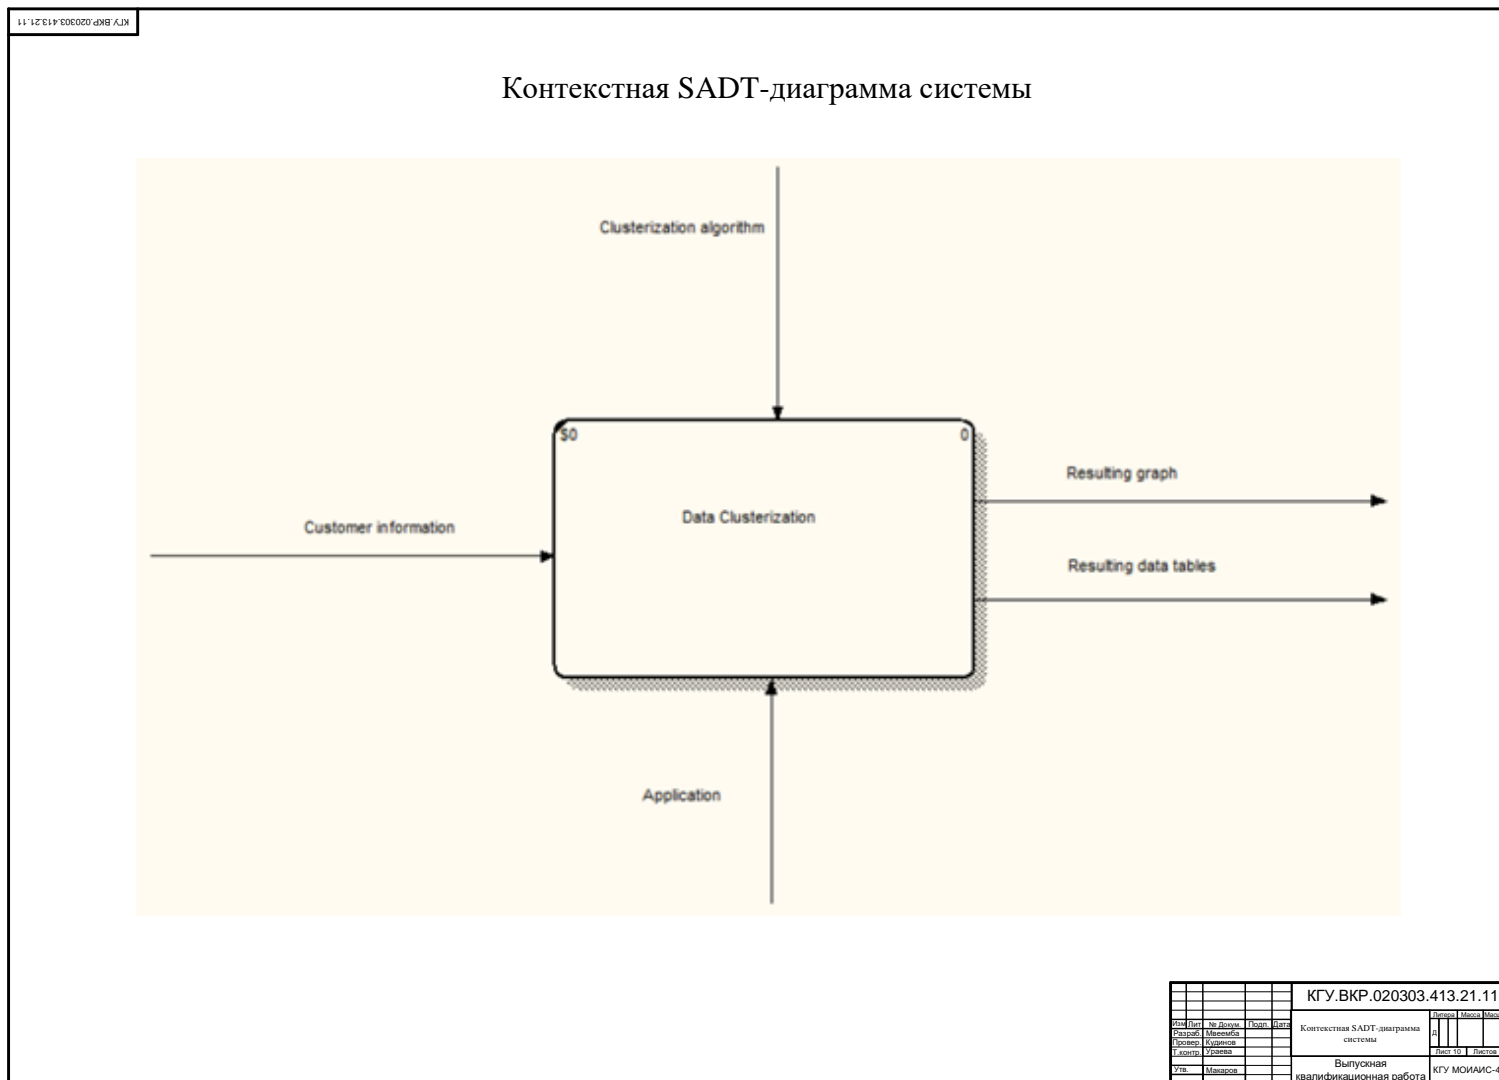 КГУ.ВКР.020303.413.21.11
Контекстная SADT-диаграмма системы
Clusterization algorithm
$0
0
Resulting graph
Data Clusterization
Customer information
Resulting data tables
Application
КГУ.ВКР.020303.413.21.11
Изм Лит № Докум. Подп. Дата
Литера Масса
Разраб. Мвеемба
Контекстная SADT-диаграмма
системы
Д
Провер. Кудинов
Т.контр. Ураева
Лист 10 Листов
Утв. Макаров
Выпускная
квалификационная работа
КГУ МОИАИС-4